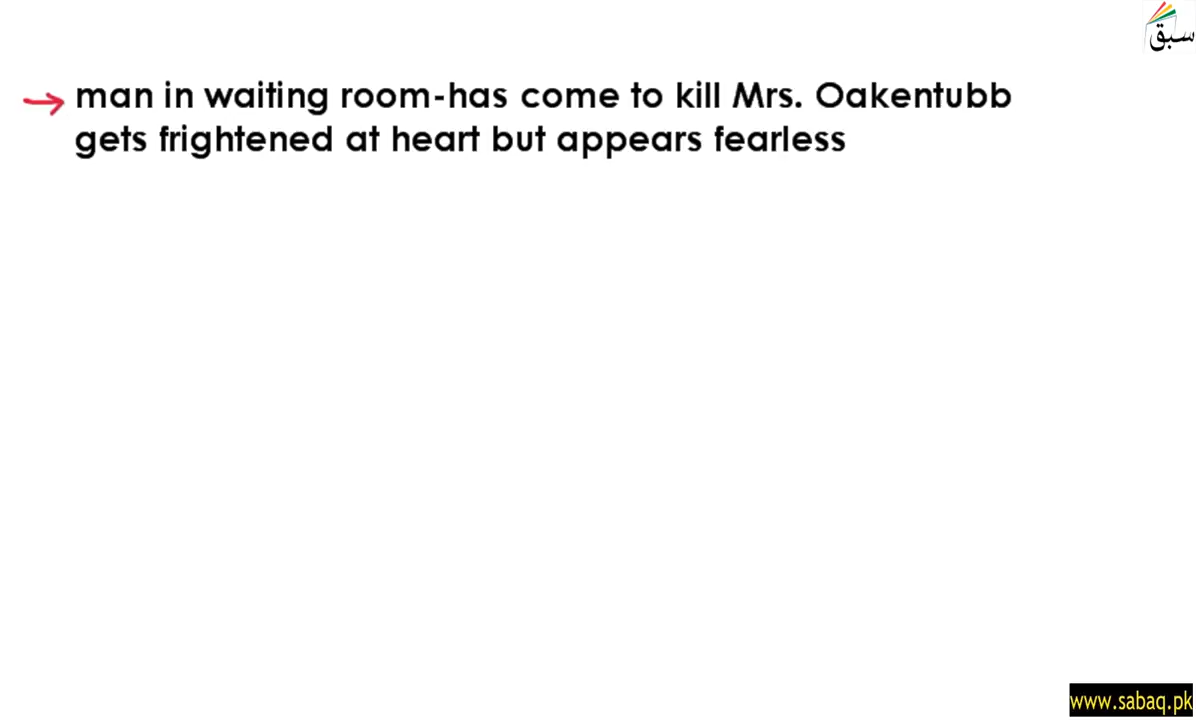 سبق
man in waiting room-has come to kill Mrs. Oakentubb
gets frightened at heart but appears fearless
www.sabaq.pk